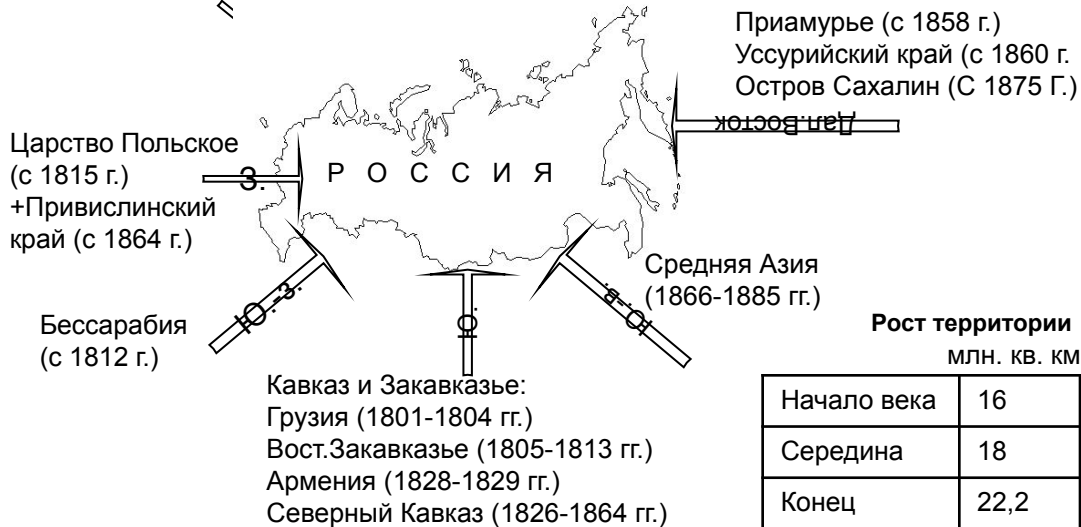 Приамурье (с 1858 г.)
Уссурийский край (с 1860 г.
Остров Сахалин (С 1875 Г.)
Дал.Восток
Царство Польское
(с 1815 г.)
+Привислинский
край (с 1864 г.)
З.
Р О С С И Я
Средняя Азия
(1866-1885 гг.)
Ю.-З.
Ю.
Ю.-В.
Бессарабия
(с 1812 г.)
Кавказ и Закавказье:
Грузия (1801-1804 гг.)
Вост.Закавказье (1805-1813 гг.)
Армения (1828-1829 гг.)
Северный Кавказ (1826-1864 гг.)
Рост территории
млн. кв. км
Начало века 16
Середина 18
Конец 22,2